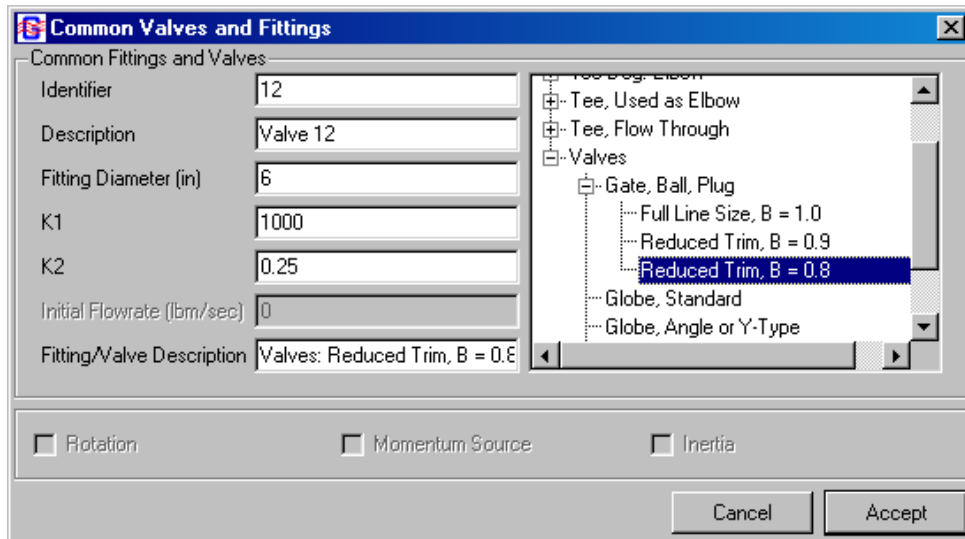 Common Valves and Fittings
Common Fittings and Valves
Identifier 12
Description Valve 12
Fitting Diameter (in) 6
K1 1000
K2 0.25
Initial Flowrate (lbm/sec) 0
Fitting/Valve Description Valves: Reduced Trim, B = 0.8
Elbow
Tee, Used as Elbow
Tee, Flow Through
Valves
Gate, Ball, Plug
Full Line Size, B = 1.0
Reduced Trim, B = 0.9
Reduced Trim, B = 0.8
Globe, Standard
Globe, Angle or Y-Type
Rotation Momentum Source Inertia
Cancel Accept